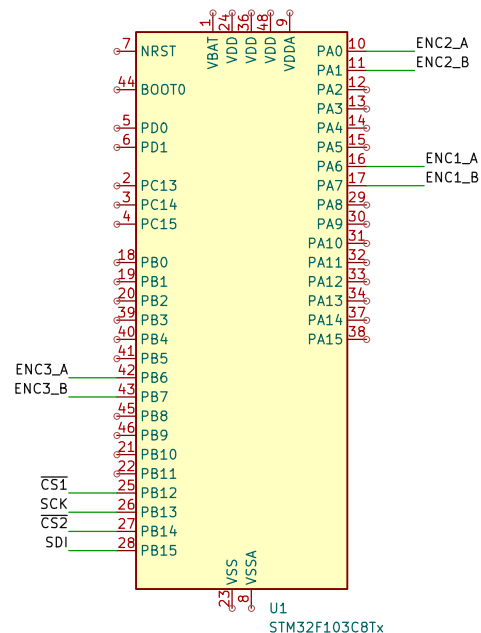 1 24 36 48 9
VBAT VDD VDD VDD VDDA
7 NRST PA0 10 ENC2_A
PA1 11 ENC2_B
44 BOOT0 PA2 12
PA3 13
5 PD0 PA4 14
6 PD1 PA5 15
PA6 16 ENC1_A
2 PC13 PA7 17 ENC1_B
3 PC14 PA8 29
4 PC15 PA9 30
PA10 31
18 PB0 PA11 32
19 PB1 PA12 33
20 PB2 PA13 34
39 PB3 PA14 37
40 PB4 PA15 38
41 PB5
ENC3_A 42 PB6
ENC3_B 43 PB7
45 PB8
46 PB9
21 PB10
22 PB11
CS1 25 PB12
SCK 26 PB13
CS2 27 PB14
SDI 28 PB15
VSS VSSA
23 8
U1
STM32F103C8Tx